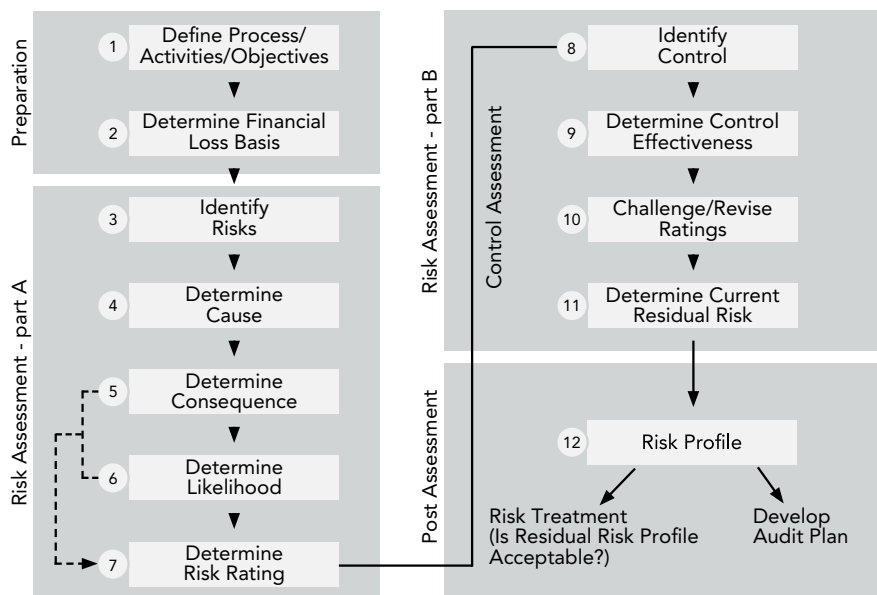 Preparation
1
Define Process/
Activities/Objectives
2
Determine Financial
Loss Basis
Risk Assessment - part A
3
Identify
Risks
4
Determine
Cause
5
Determine
Consequence
6
Determine
Likelihood
7
Determine
Risk Rating
Risk Assessment - part B
Control Assessment
8
Identify
Control
9
Determine Control
Effectiveness
10
Challenge/Revise
Ratings
11
Determine Current
Residual Risk
Post Assessment
12
Risk Profile
Risk Treatment
(Is Residual Risk Profile
Acceptable?)
Develop
Audit Plan